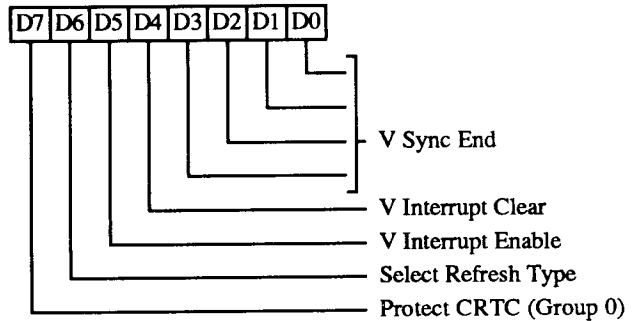 D7 D6 D5 D4 D3 D2 D1 D0
V Sync End
V Interrupt Clear
V Interrupt Enable
Select Refresh Type
Protect CRTC (Group 0)